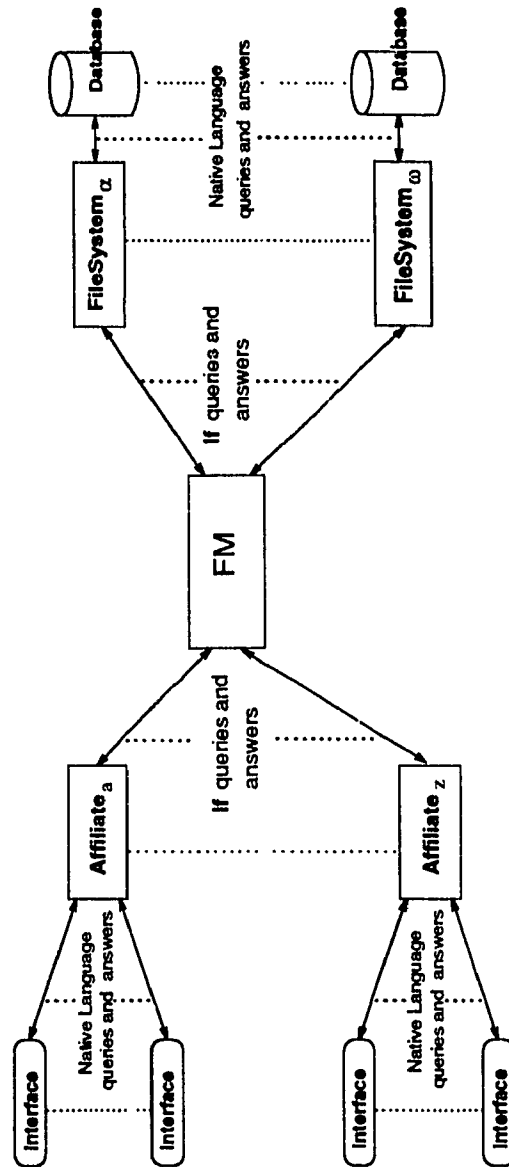 Interface
Interface
Interface
Interface
Native Language
queries and answers
Native Language
queries and answers
Affiliate a
Affiliate z
If queries and
answers
FM
If queries and
answers
FileSystem α
FileSystem ω
Native Language
queries and answers
Database
Database